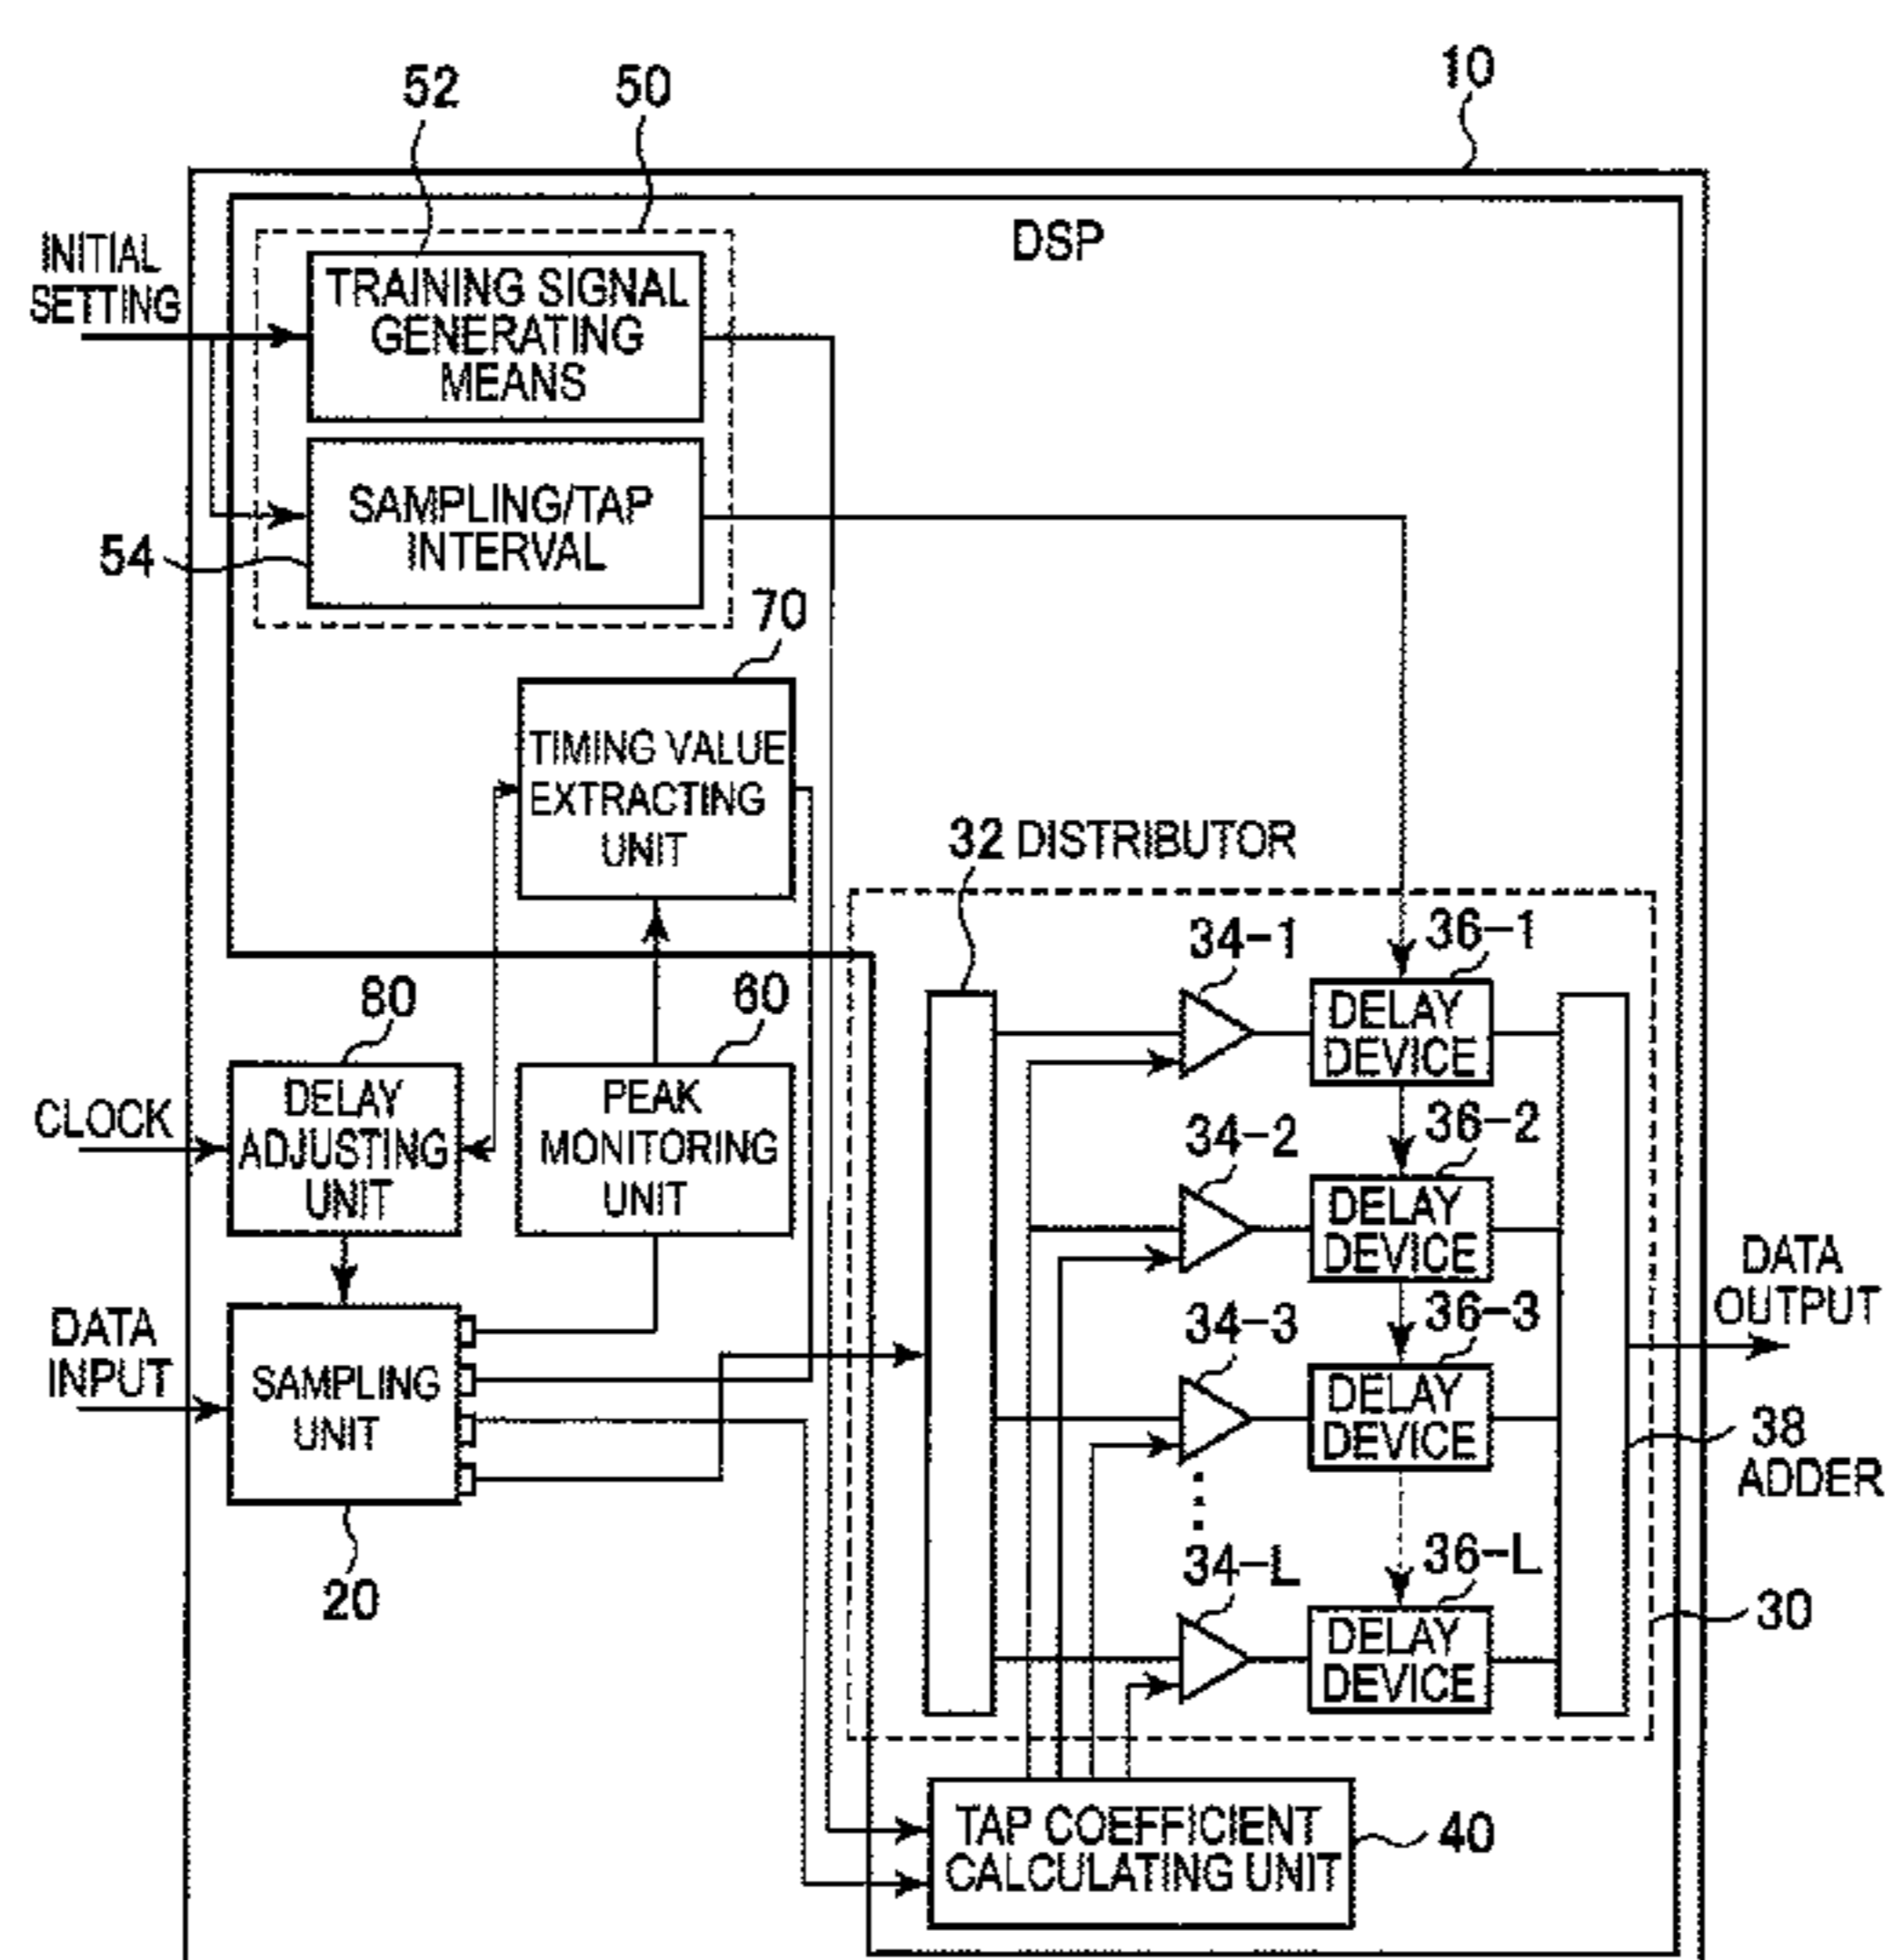 52
50
10
DSP
INITIAL
SETTING
TRAINING SIGNAL
GENERATING
MEANS
SAMPLING/TAP
INTERVAL
54
70
TIMING VALUE
EXTRACTING
UNIT
32 DISTRIBUTOR
34-1
36-1
DELAY
DEVICE
80
60
CLOCK
DELAY
ADJUSTING
UNIT
PEAK
MONITORING
UNIT
34-2
36-2
DELAY
DEVICE
DATA
INPUT
SAMPLING
UNIT
20
34-3
36-3
DELAY
DEVICE
DATA
OUTPUT
38
ADDER
34-L
36-L
DELAY
DEVICE
30
TAP COEFFICIENT
CALCULATING UNIT
40